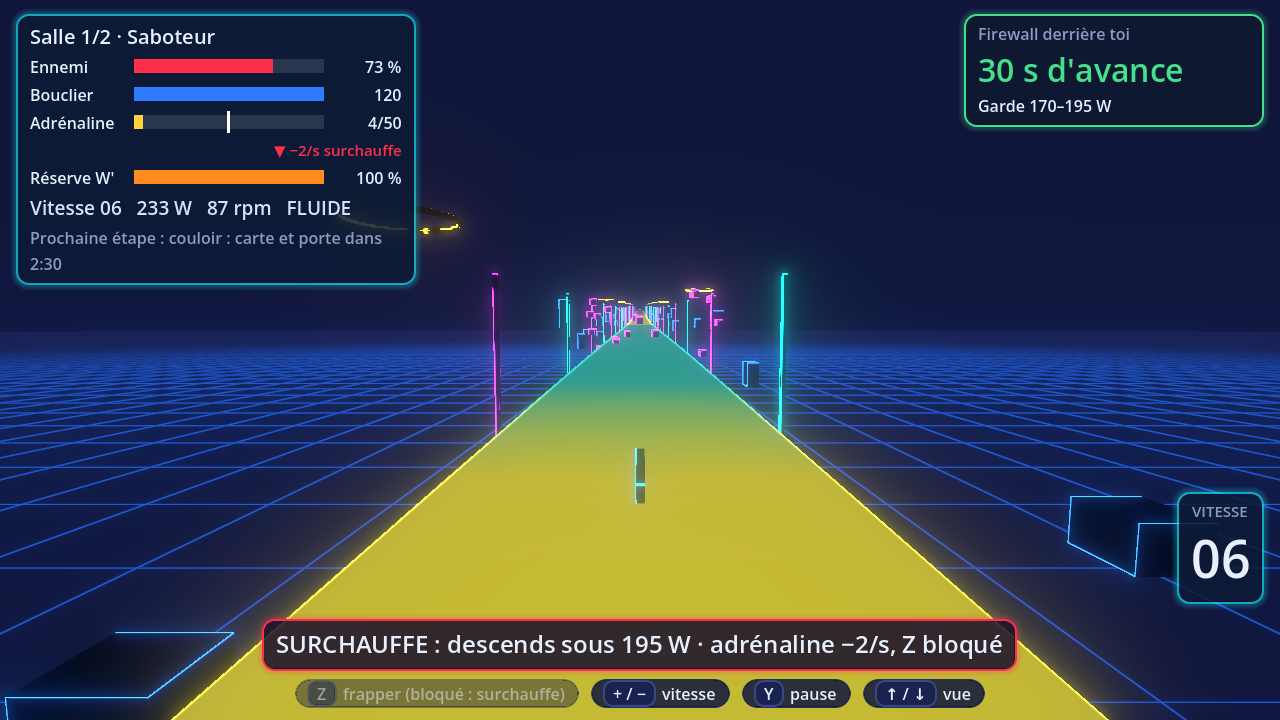 Salle 1/2 · Saboteur
Ennemi 73 %
Bouclier 120
Adrénaline 4/50
▼ −2/s surchauffe
Réserve W' 100 %
Vitesse 06 233 W 87 rpm FLUIDE
Prochaine étape : couloir : carte et porte dans
2:30
Firewall derrière toi
30 s d'avance
Garde 170–195 W
VITESSE
06
SURCHAUFFE : descends sous 195 W · adrénaline −2/s, Z bloqué
Z frapper (bloqué : surchauffe) + / − vitesse Y pause ↑ / ↓ vue